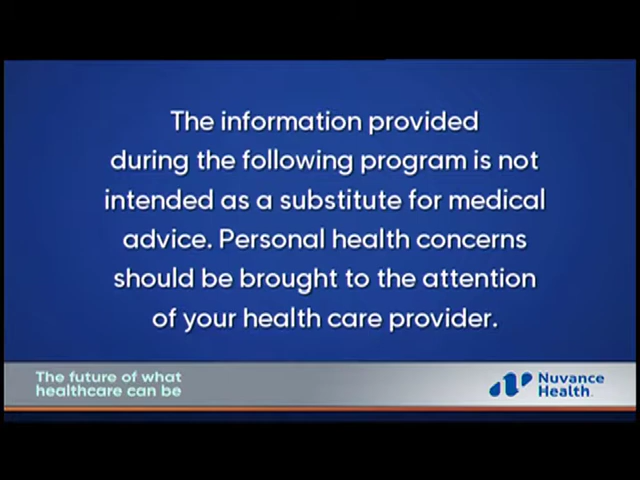 The information provided
during the following program is not
intended as a substitute for medical
advice. Personal health concerns
should be brought to the attention
of your health care provider.
The future of what
healthcare can be
Nuvance
Health.